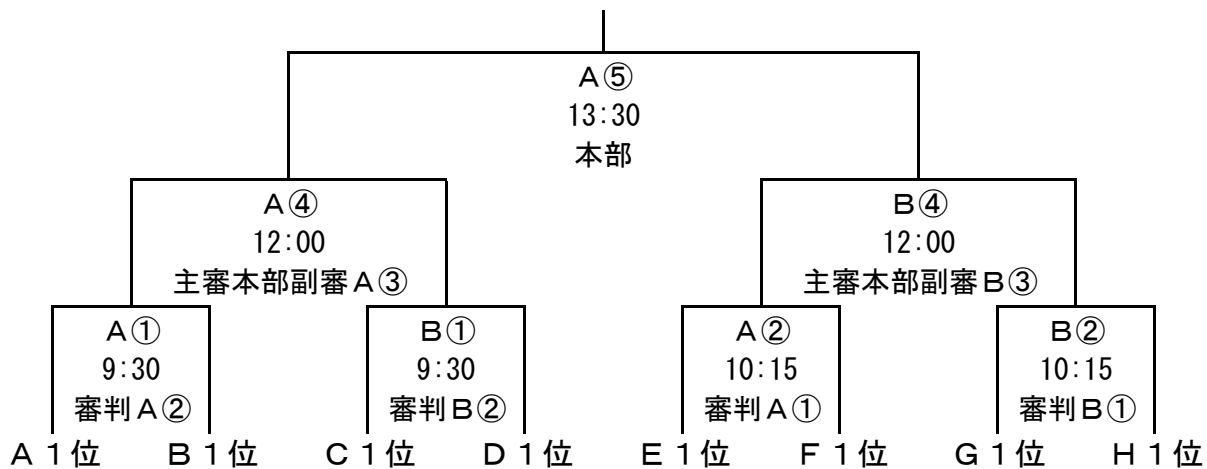 A⑤
13:30
本部
A④
12:00
主審本部副審A③
B④
12:00
主審本部副審B③
A①
9:30
審判A②
B①
9:30
審判B②
A②
10:15
審判A①
B②
10:15
審判B①
A1位 B1位 C1位 D1位 E1位 F1位 G1位 H1位